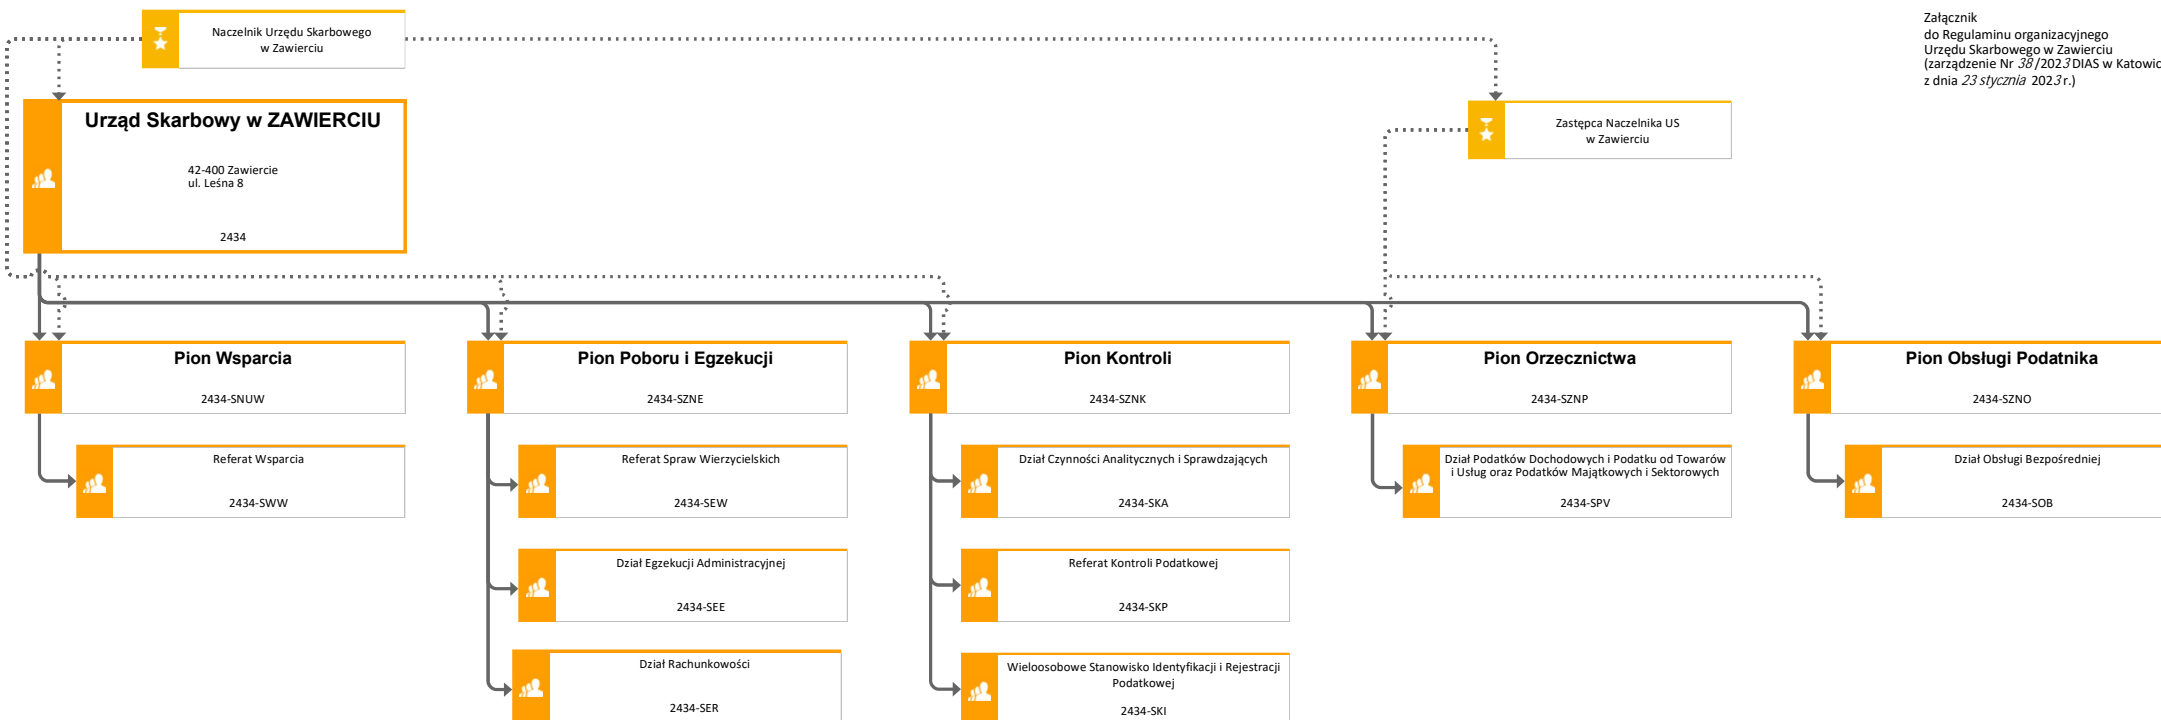 Naczelnik Urzędu Skarbowego
w Zawierciu
Załącznik
do Regulaminu organizacyjnego
Urzędu Skarbowego w Zawierciu
(zarządzenie Nr 38/2023 DIAS w Katowic
z dnia 23 stycznia 2023 r.)
Urząd Skarbowy w ZAWIERCIU
42-400 Zawiercie
ul. Leśna 8
2434
Zastępca Naczelnika US
w Zawierciu
Pion Wsparcia
2434-SNUW
Pion Poboru i Egzekucji
2434-SZNE
Pion Kontroli
2434-SZNK
Pion Orzecznictwa
2434-SZNP
Pion Obsługi Podatnika
2434-SZNO
Referat Wsparcia
2434-SWW
Referat Spraw Wierzycielskich
2434-SEW
Dział Czynności Analitycznych i Sprawdzających
2434-SKA
Dział Podatków Dochodowych i Podatku od Towarów
i Usług oraz Podatków Majątkowych i Sektorowych
2434-SPV
Dział Obsługi Bezpośredniej
2434-SOB
Dział Egzekucji Administracyjnej
2434-SEE
Referat Kontroli Podatkowej
2434-SKP
Dział Rachunkowości
2434-SER
Wieloosobowe Stanowisko Identyfikacji i Rejestracji
Podatkowej
2434-SKI